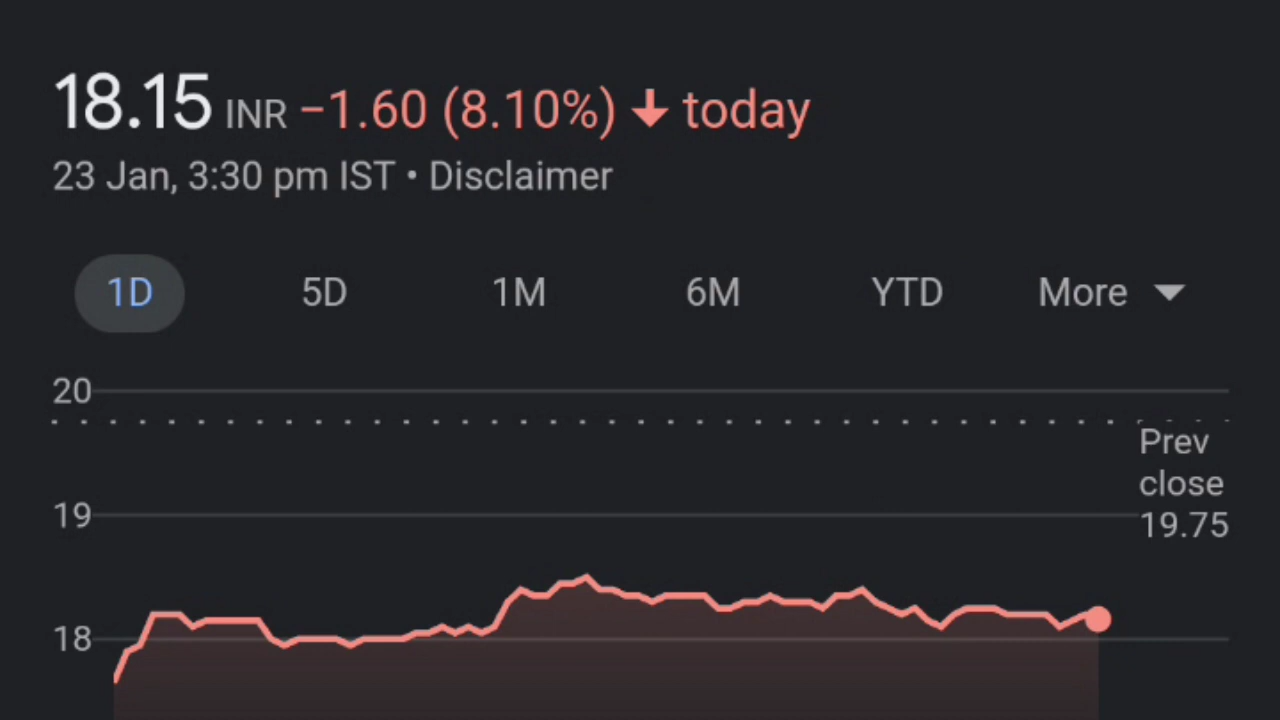 18.15 INR −1.60 (8.10%) ↓ today
23 Jan, 3:30 pm IST • Disclaimer
1D 5D 1M 6M YTD More
20
Prev
close
19.75
19
18